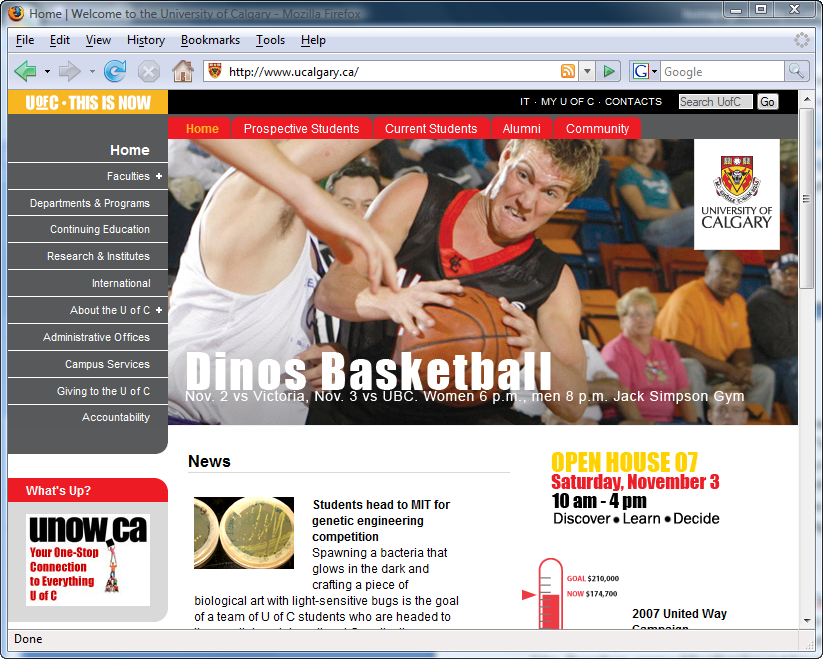 Home | Welcome to the University of Calgary - Mozilla Firefox
File Edit View History Bookmarks Tools Help
http://www.ucalgary.ca/
G Google
UofC · THIS IS NOW
IT · MY U OF C · CONTACTS
Search UofC Go
Home Prospective Students Current Students Alumni Community
Home
Faculties +
Departments & Programs
Continuing Education
Research & Institutes
International
About the U of C +
Administrative Offices
Campus Services
Giving to the U of C
Accountability
UNIVERSITY OF
CALGARY
Dinos Basketball
Nov. 2 vs Victoria, Nov. 3 vs UBC. Women 6 p.m., men 8 p.m. Jack Simpson Gym
What's Up?
unow.ca
Your One-Stop
Connection
to Everything
U of C
News
Students head to MIT for
genetic engineering
competition
Spawning a bacteria that
glows in the dark and
crafting a piece of
biological art with light-sensitive bugs is the goal
of a team of U of C students who are headed to
OPEN HOUSE 07
Saturday, November 3
10 am - 4 pm
Discover • Learn • Decide
GOAL $210,000
NOW $174,700
2007 United Way
Campaign
Done